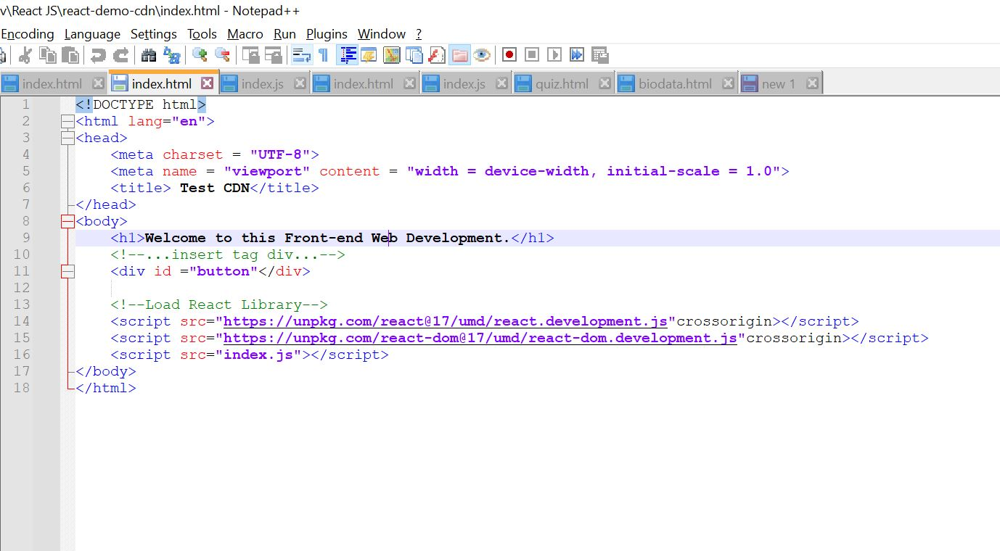 v\React JS\react-demo-cdn\index.html - Notepad++
Encoding Language Settings Tools Macro Run Plugins Window ?
index.html index.html index.js index.html index.js quiz.html biodata.html new 1
1 <!DOCTYPE html>
2 <html lang="en">
3 <head>
4 <meta charset = "UTF-8">
5 <meta name = "viewport" content = "width = device-width, initial-scale = 1.0">
6 <title> Test CDN</title>
7 </head>
8 <body>
9 <h1>Welcome to this Front-end Web Development.</h1>
10 <!--...insert tag div...-->
11 <div id ="button"</div>
12
13 <!--Load React Library-->
14 <script src="https://unpkg.com/react@17/umd/react.development.js"crossorigin></script>
15 <script src="https://unpkg.com/react-dom@17/umd/react-dom.development.js"crossorigin></script>
16 <script src="index.js"></script>
17 </body>
18 </html>